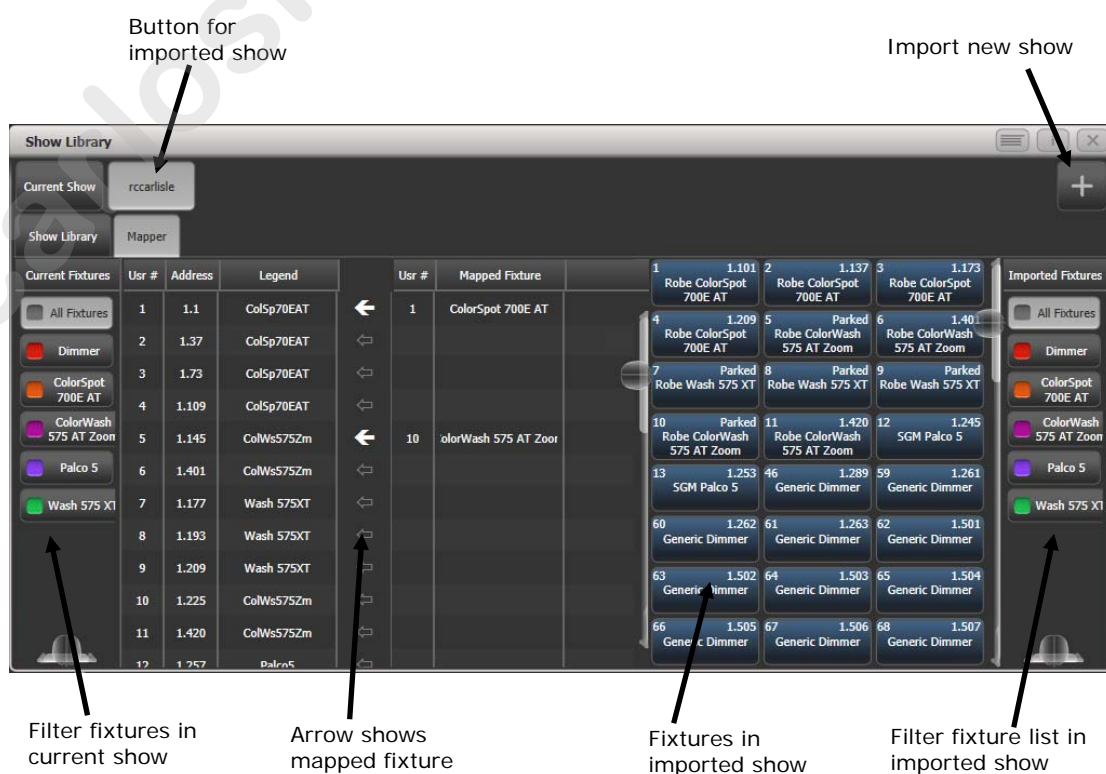 Button for
imported show
Import new show
Show Library
Current Show
rccarlisle
Show Library
Mapper
Current Fixtures
Usr #
Address
Legend
Usr #
Mapped Fixture
Imported Fixtures
All Fixtures
Dimmer
ColorSpot
700E AT
ColorWash
575 AT Zoom
Palco 5
Wash 575 XT
1 1.1 ColSp70EAT 1 ColorSpot 700E AT
2 1.37 ColSp70EAT
3 1.73 ColSp70EAT
4 1.109 ColSp70EAT
5 1.145 ColWs575Zm 10 olorWash 575 AT Zoor
6 1.401 ColWs575Zm
7 1.177 Wash 575XT
8 1.193 Wash 575XT
9 1.209 Wash 575XT
10 1.225 ColWs575Zm
11 1.420 ColWs575Zm
12 1.257 Palco5
1 1.101 2 1.137 3 1.173
Robe ColorSpot Robe ColorSpot Robe ColorSpot
700E AT 700E AT 700E AT
4 1.209 5 Parked 6 1.401
Robe ColorSpot Robe ColorWash Robe ColorWash
700E AT 575 AT Zoom 575 AT Zoom
7 Parked 8 Parked 9 Parked
Robe Wash 575 XT Robe Wash 575 XT Robe Wash 575 XT
10 Parked 11 1.420 12 1.245
Robe ColorWash Robe ColorWash SGM Palco 5
575 AT Zoom 575 AT Zoom
13 1.253 46 1.289 59 1.261
SGM Palco 5 Generic Dimmer Generic Dimmer
60 1.262 61 1.263 62 1.501
Generic Dimmer Generic Dimmer Generic Dimmer
63 1.502 64 1.503 65 1.504
Generic Dimmer Generic Dimmer Generic Dimmer
66 1.505 67 1.506 68 1.507
Generic Dimmer Generic Dimmer Generic Dimmer
All Fixtures
Dimmer
ColorSpot
700E AT
ColorWash
575 AT Zoom
Palco 5
Wash 575 XT
Filter fixtures in
current show
Arrow shows
mapped fixture
Fixtures in
imported show
Filter fixture list in
imported show